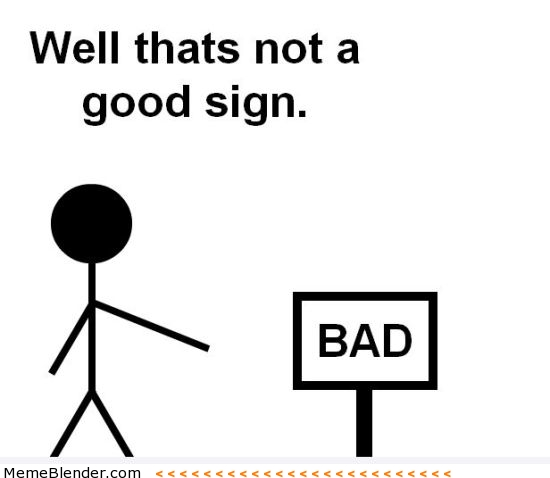 Well thats not a
good sign.
BAD
MemeBlender.com < < < < < < < < < < < < < < < < < < < < < < < < <